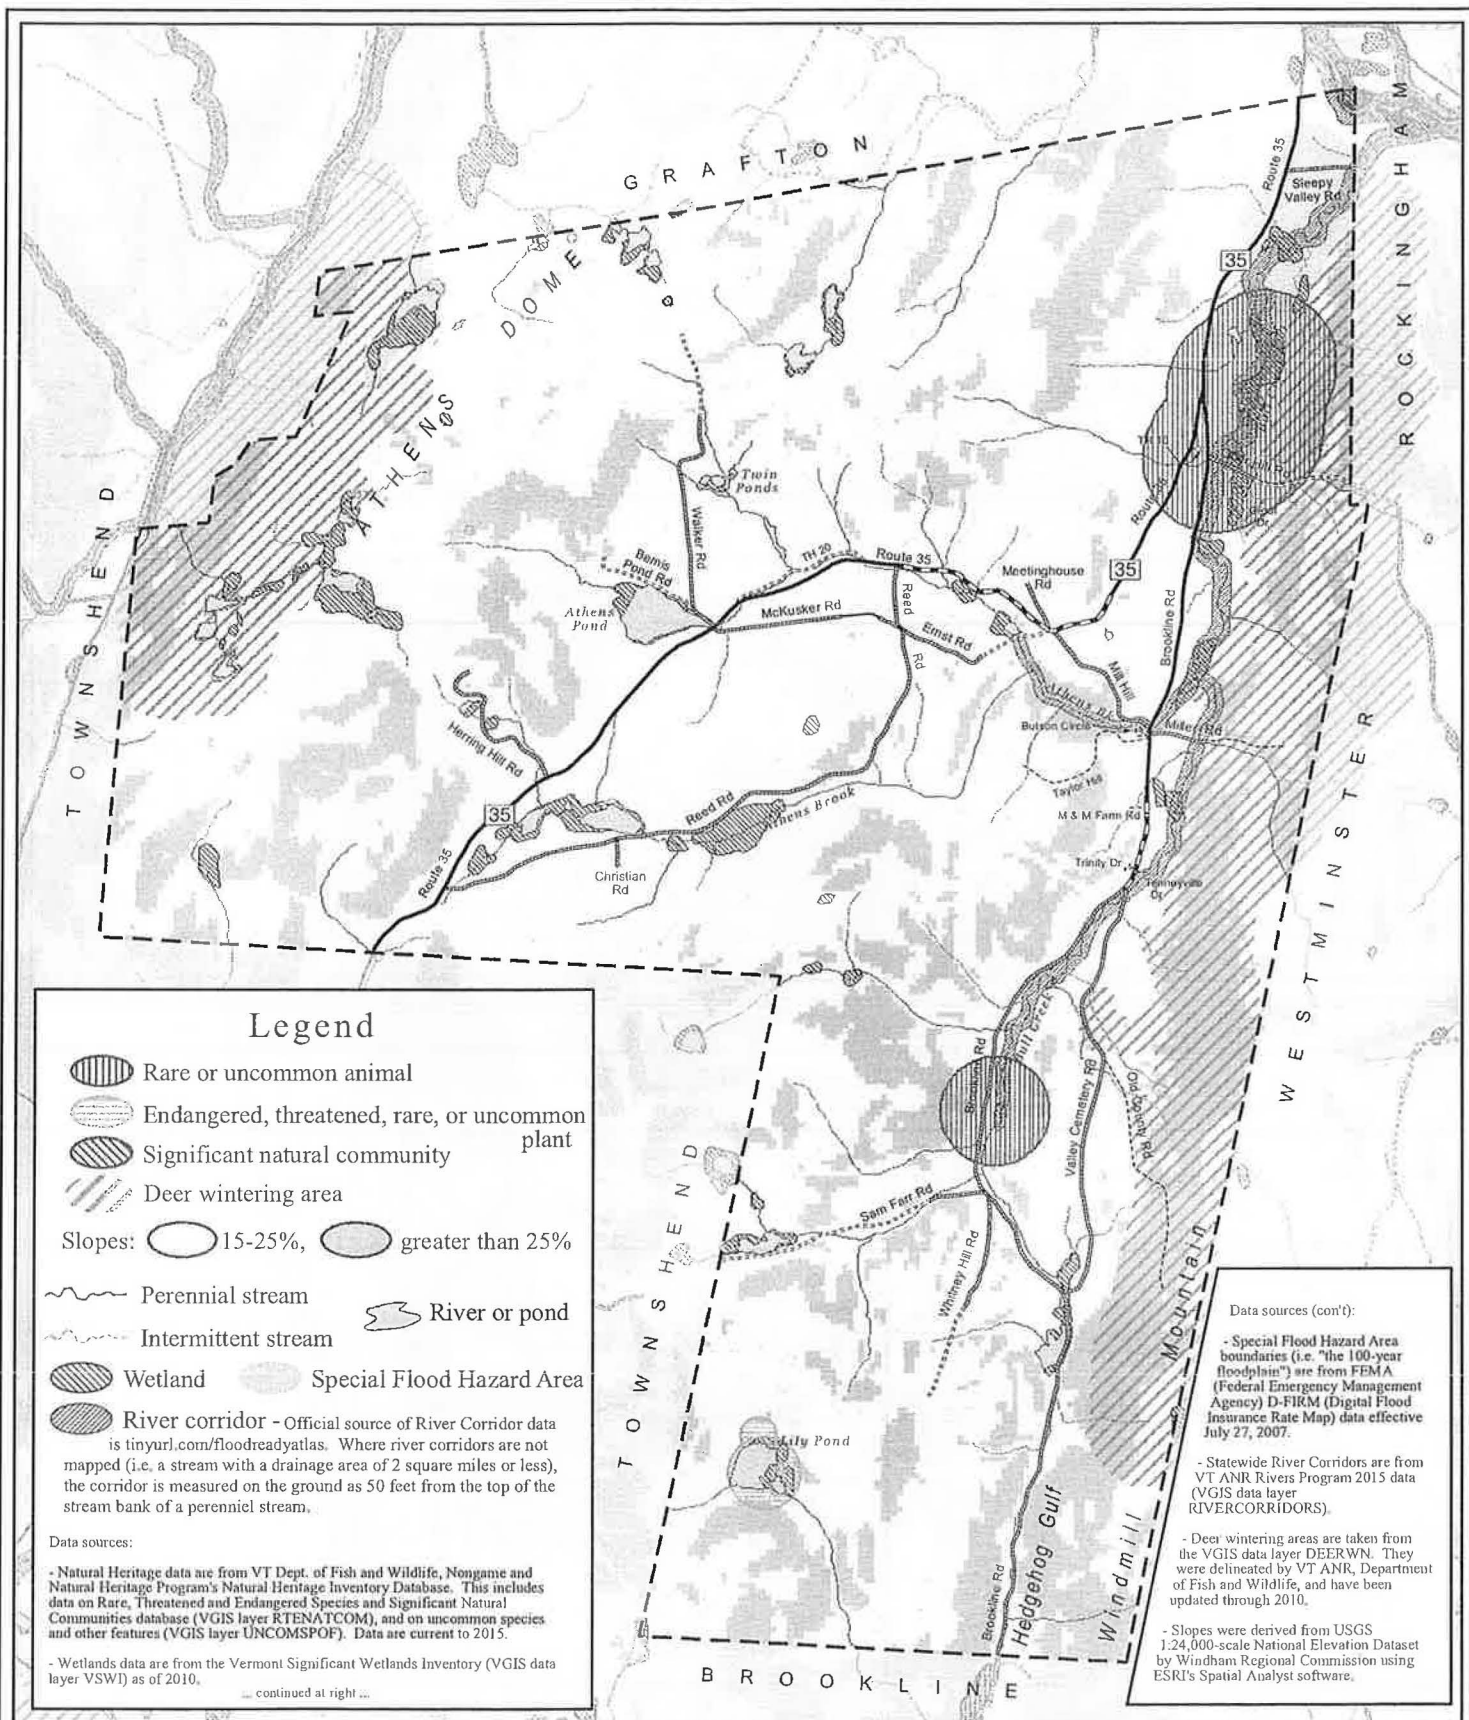 GRAFTON
ROCKINGHAM
Route 35
Sleepy
Valley Rd
35
DOME
ATHENS
TOWNSHEND
Twin
Ponds
Walker Rd
Bemis
Pond Rd
Athens
Pond
TH 20
Route 35
McKusker Rd
Reed
Rd
Ernst Rd
Meetinghouse
Rd
35
Brookline Rd
Mill Hill
Athens Br
Butson Circle
Miller Rd
Taylor Hill
M & M Farm Rd
Trinity Dr
Tenneyville
Dr
Herring Hill Rd
35
Route 35
Reed Rd
Athens Brook
Christian
Rd
WESTMINSTER
Bull Creek
Brookline Rd
Valley Cemetery Rd
Old County Rd
Sam Farr Rd
Whitney Hill Rd
TOWNSHEND
Lily Pond
Hedgehog Gulf
Brookline Rd
Windmill
Mountain
BROOKLINE
Legend
Rare or uncommon animal
Endangered, threatened, rare, or uncommon
plant
Significant natural community
Deer wintering area
Slopes: 15-25%, greater than 25%
Perennial stream
River or pond
Intermittent stream
Wetland
Special Flood Hazard Area
River corridor - Official source of River Corridor data
is tinyurl.com/floodreadyatlas. Where river corridors are not
mapped (i.e. a stream with a drainage area of 2 square miles or less),
the corridor is measured on the ground as 50 feet from the top of the
stream bank of a perenniel stream.
Data sources:
- Natural Heritage data are from VT Dept. of Fish and Wildlife, Nongame and
Natural Heritage Program's Natural Heritage Inventory Database. This includes
data on Rare, Threatened and Endangered Species and Significant Natural
Communities database (VGIS layer RTENATCOM), and on uncommon species
and other features (VGIS layer UNCOMSPOF). Data are current to 2015.
- Wetlands data are from the Vermont Significant Wetlands Inventory (VGIS data
layer VSWI) as of 2010.
... continued at right ...
Data sources (con't):
- Special Flood Hazard Area
boundaries (i.e. "the 100-year
floodplain") are from FEMA
(Federal Emergency Management
Agency) D-FIRM (Digital Flood
Insurance Rate Map) data effective
July 27, 2007.
- Statewide River Corridors are from
VT ANR Rivers Program 2015 data
(VGIS data layer
RIVERCORRIDORS).
- Deer wintering areas are taken from
the VGIS data layer DEERWN. They
were delineated by VT ANR, Department
of Fish and Wildlife, and have been
updated through 2010.
- Slopes were derived from USGS
1:24,000-scale National Elevation Dataset
by Windham Regional Commission using
ESRI's Spatial Analyst software.